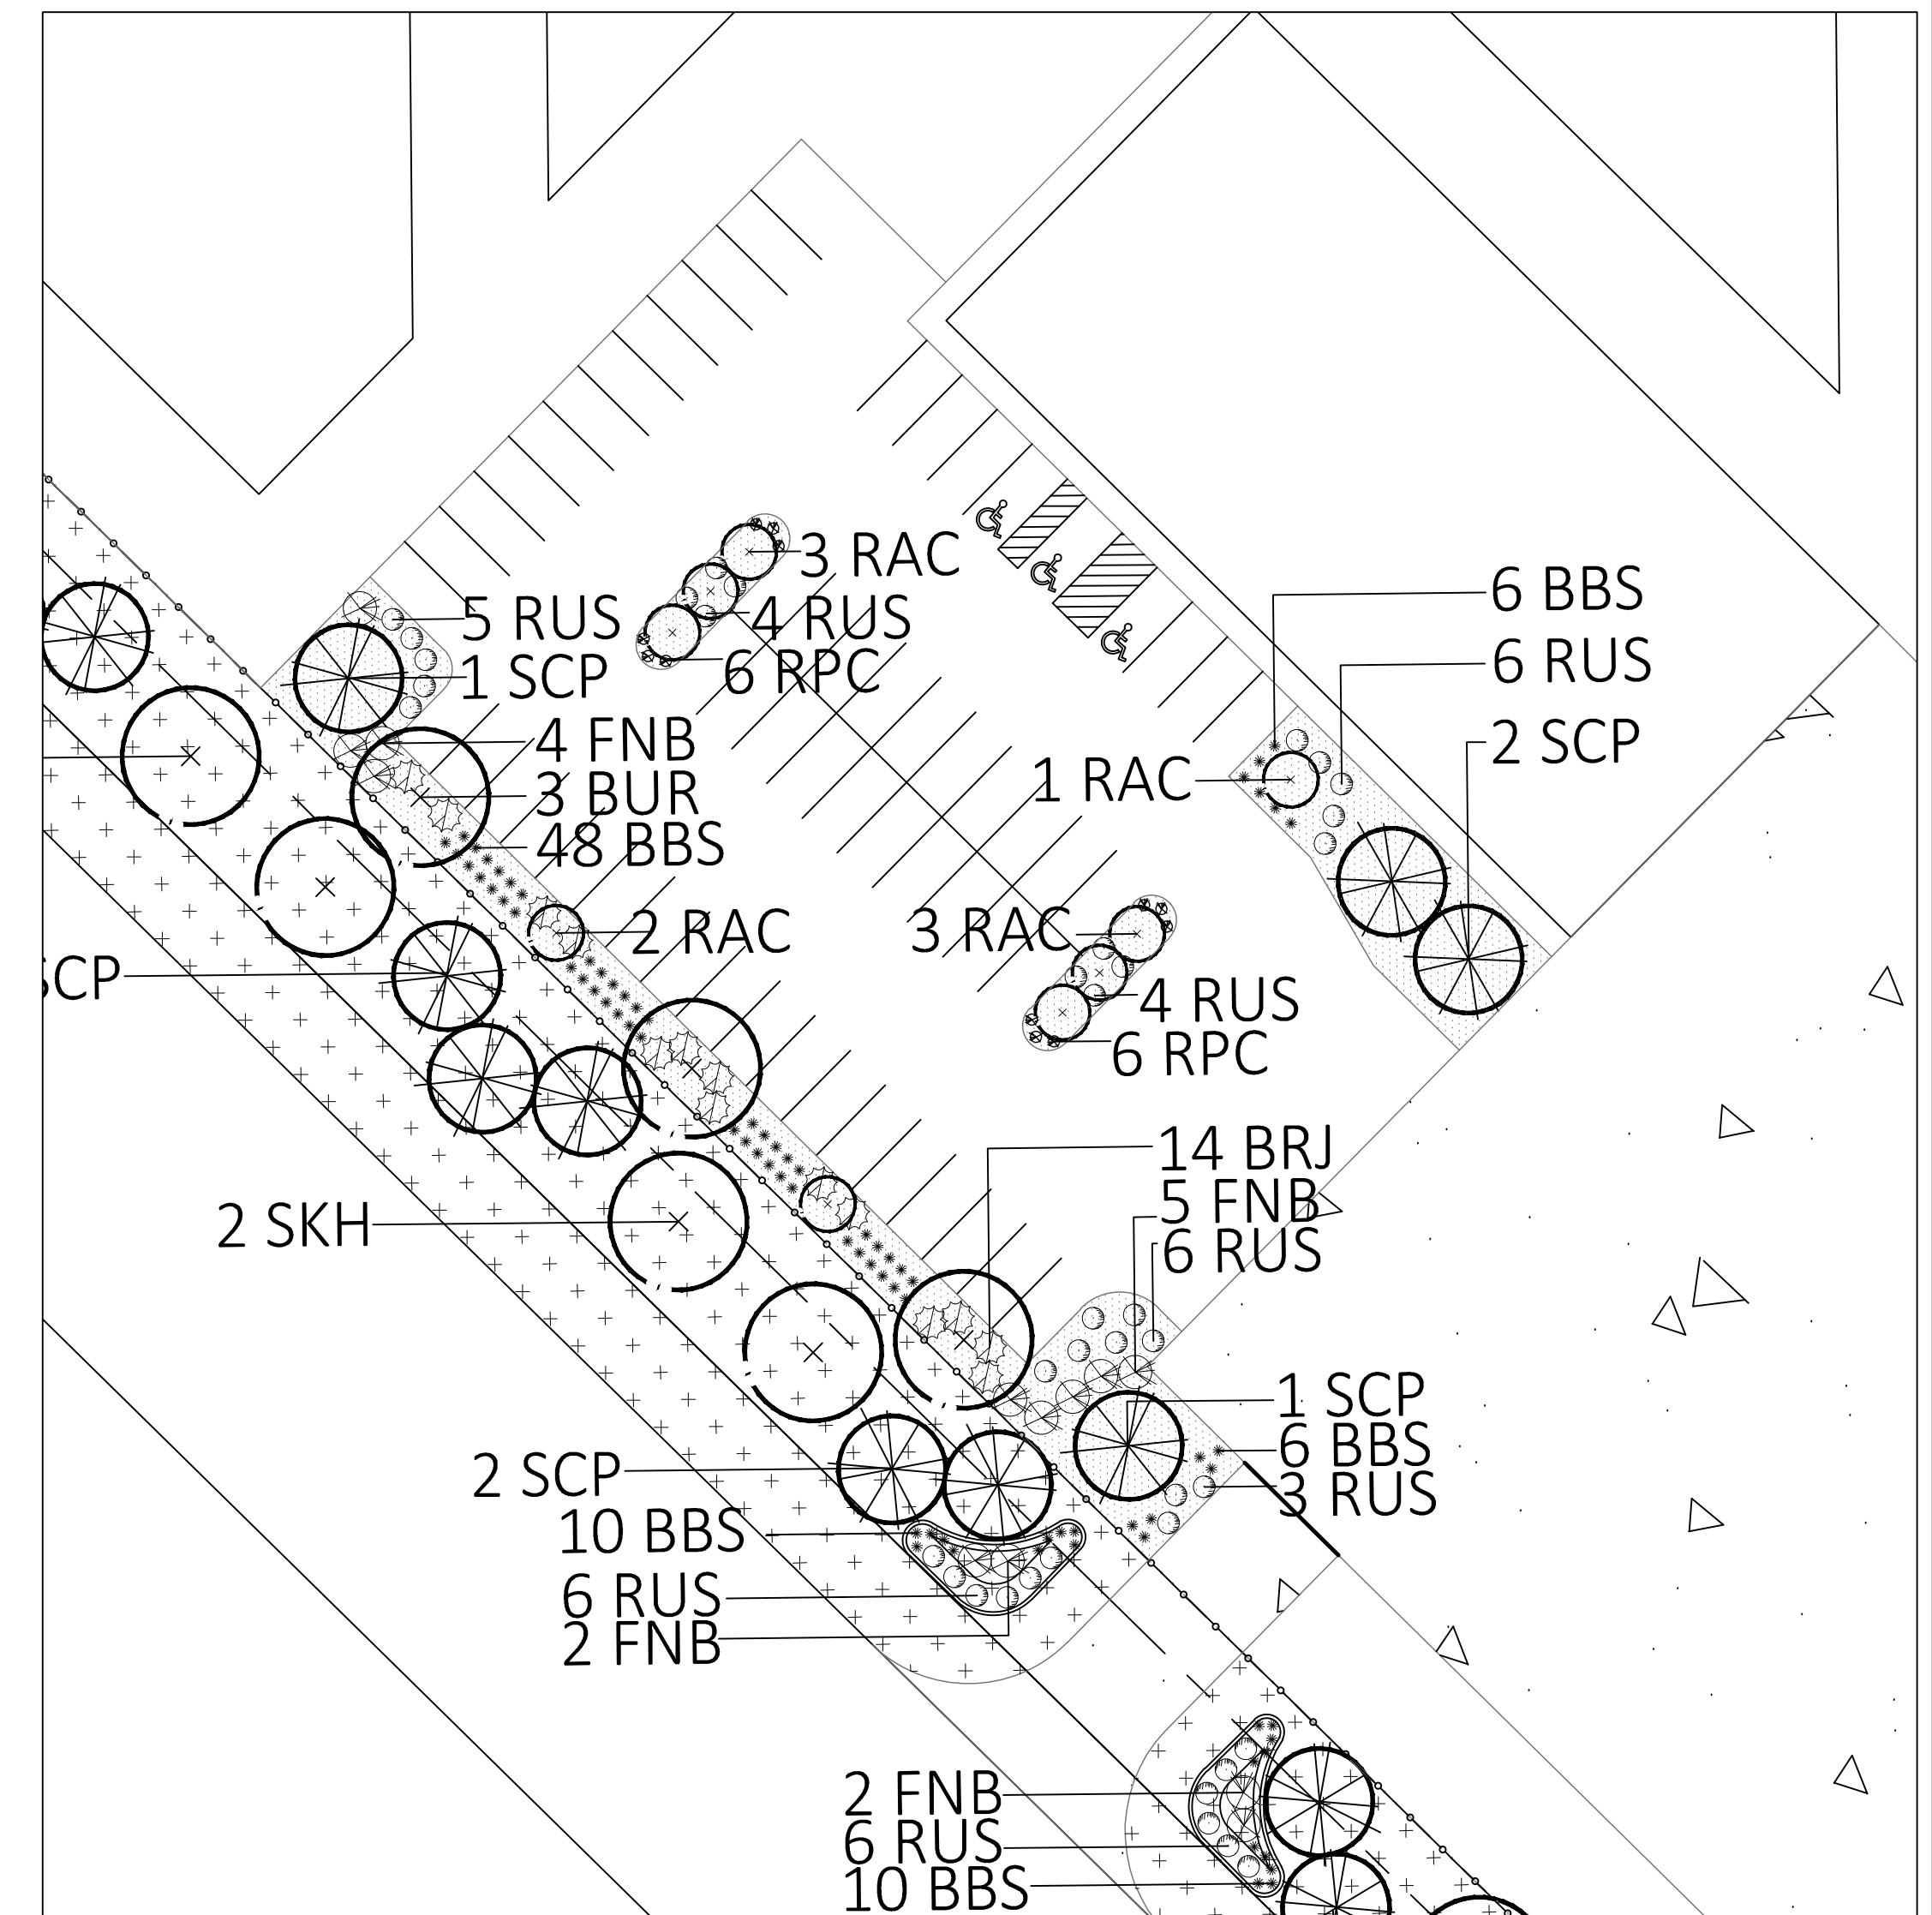 3 RAC
4 RUS
6 RPC
5 RUS
1 SCP
4 FNB
3 BUR
48 BBS
2 RAC
6 BBS
6 RUS
2 SCP
1 RAC
3 RAC
4 RUS
6 RPC
SCP
14 BRJ
5 FNB
6 RUS
2 SKH
1 SCP
6 BBS
3 RUS
2 SCP
10 BBS
6 RUS
2 FNB
2 FNB
6 RUS
10 BBS